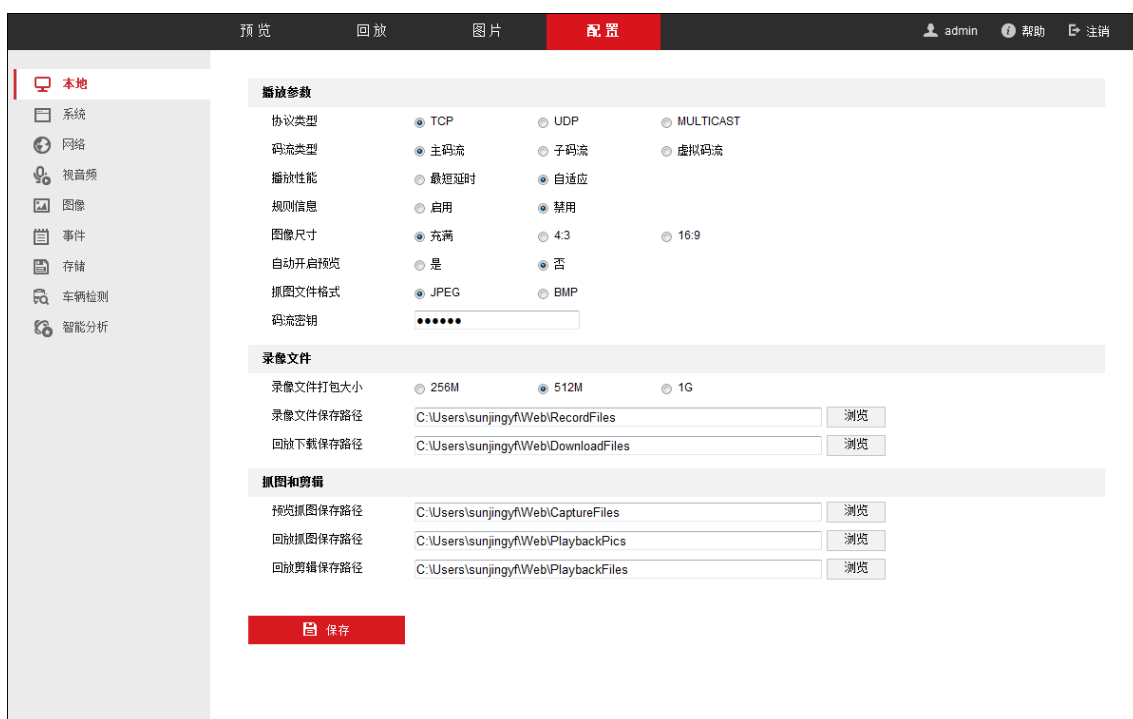 预览 回放 图片 配置 admin 帮助 注销
本地
系统
网络
视音频
图像
事件
存储
车辆检测
智能分析
播放参数
协议类型 TCP UDP MULTICAST
码流类型 主码流 子码流 虚拟码流
播放性能 最短延时 自适应
规则信息 启用 禁用
图像尺寸 充满 4:3 16:9
自动开启预览 是 否
抓图文件格式 JPEG BMP
码流密钥 ••••••
录像文件
录像文件打包大小 256M 512M 1G
录像文件保存路径 C:\Users\sunjingyf\Web\RecordFiles 浏览
回放下载保存路径 C:\Users\sunjingyf\Web\DownloadFiles 浏览
抓图和剪辑
预览抓图保存路径 C:\Users\sunjingyf\Web\CaptureFiles 浏览
回放抓图保存路径 C:\Users\sunjingyf\Web\PlaybackPics 浏览
回放剪辑保存路径 C:\Users\sunjingyf\Web\PlaybackFiles 浏览
保存